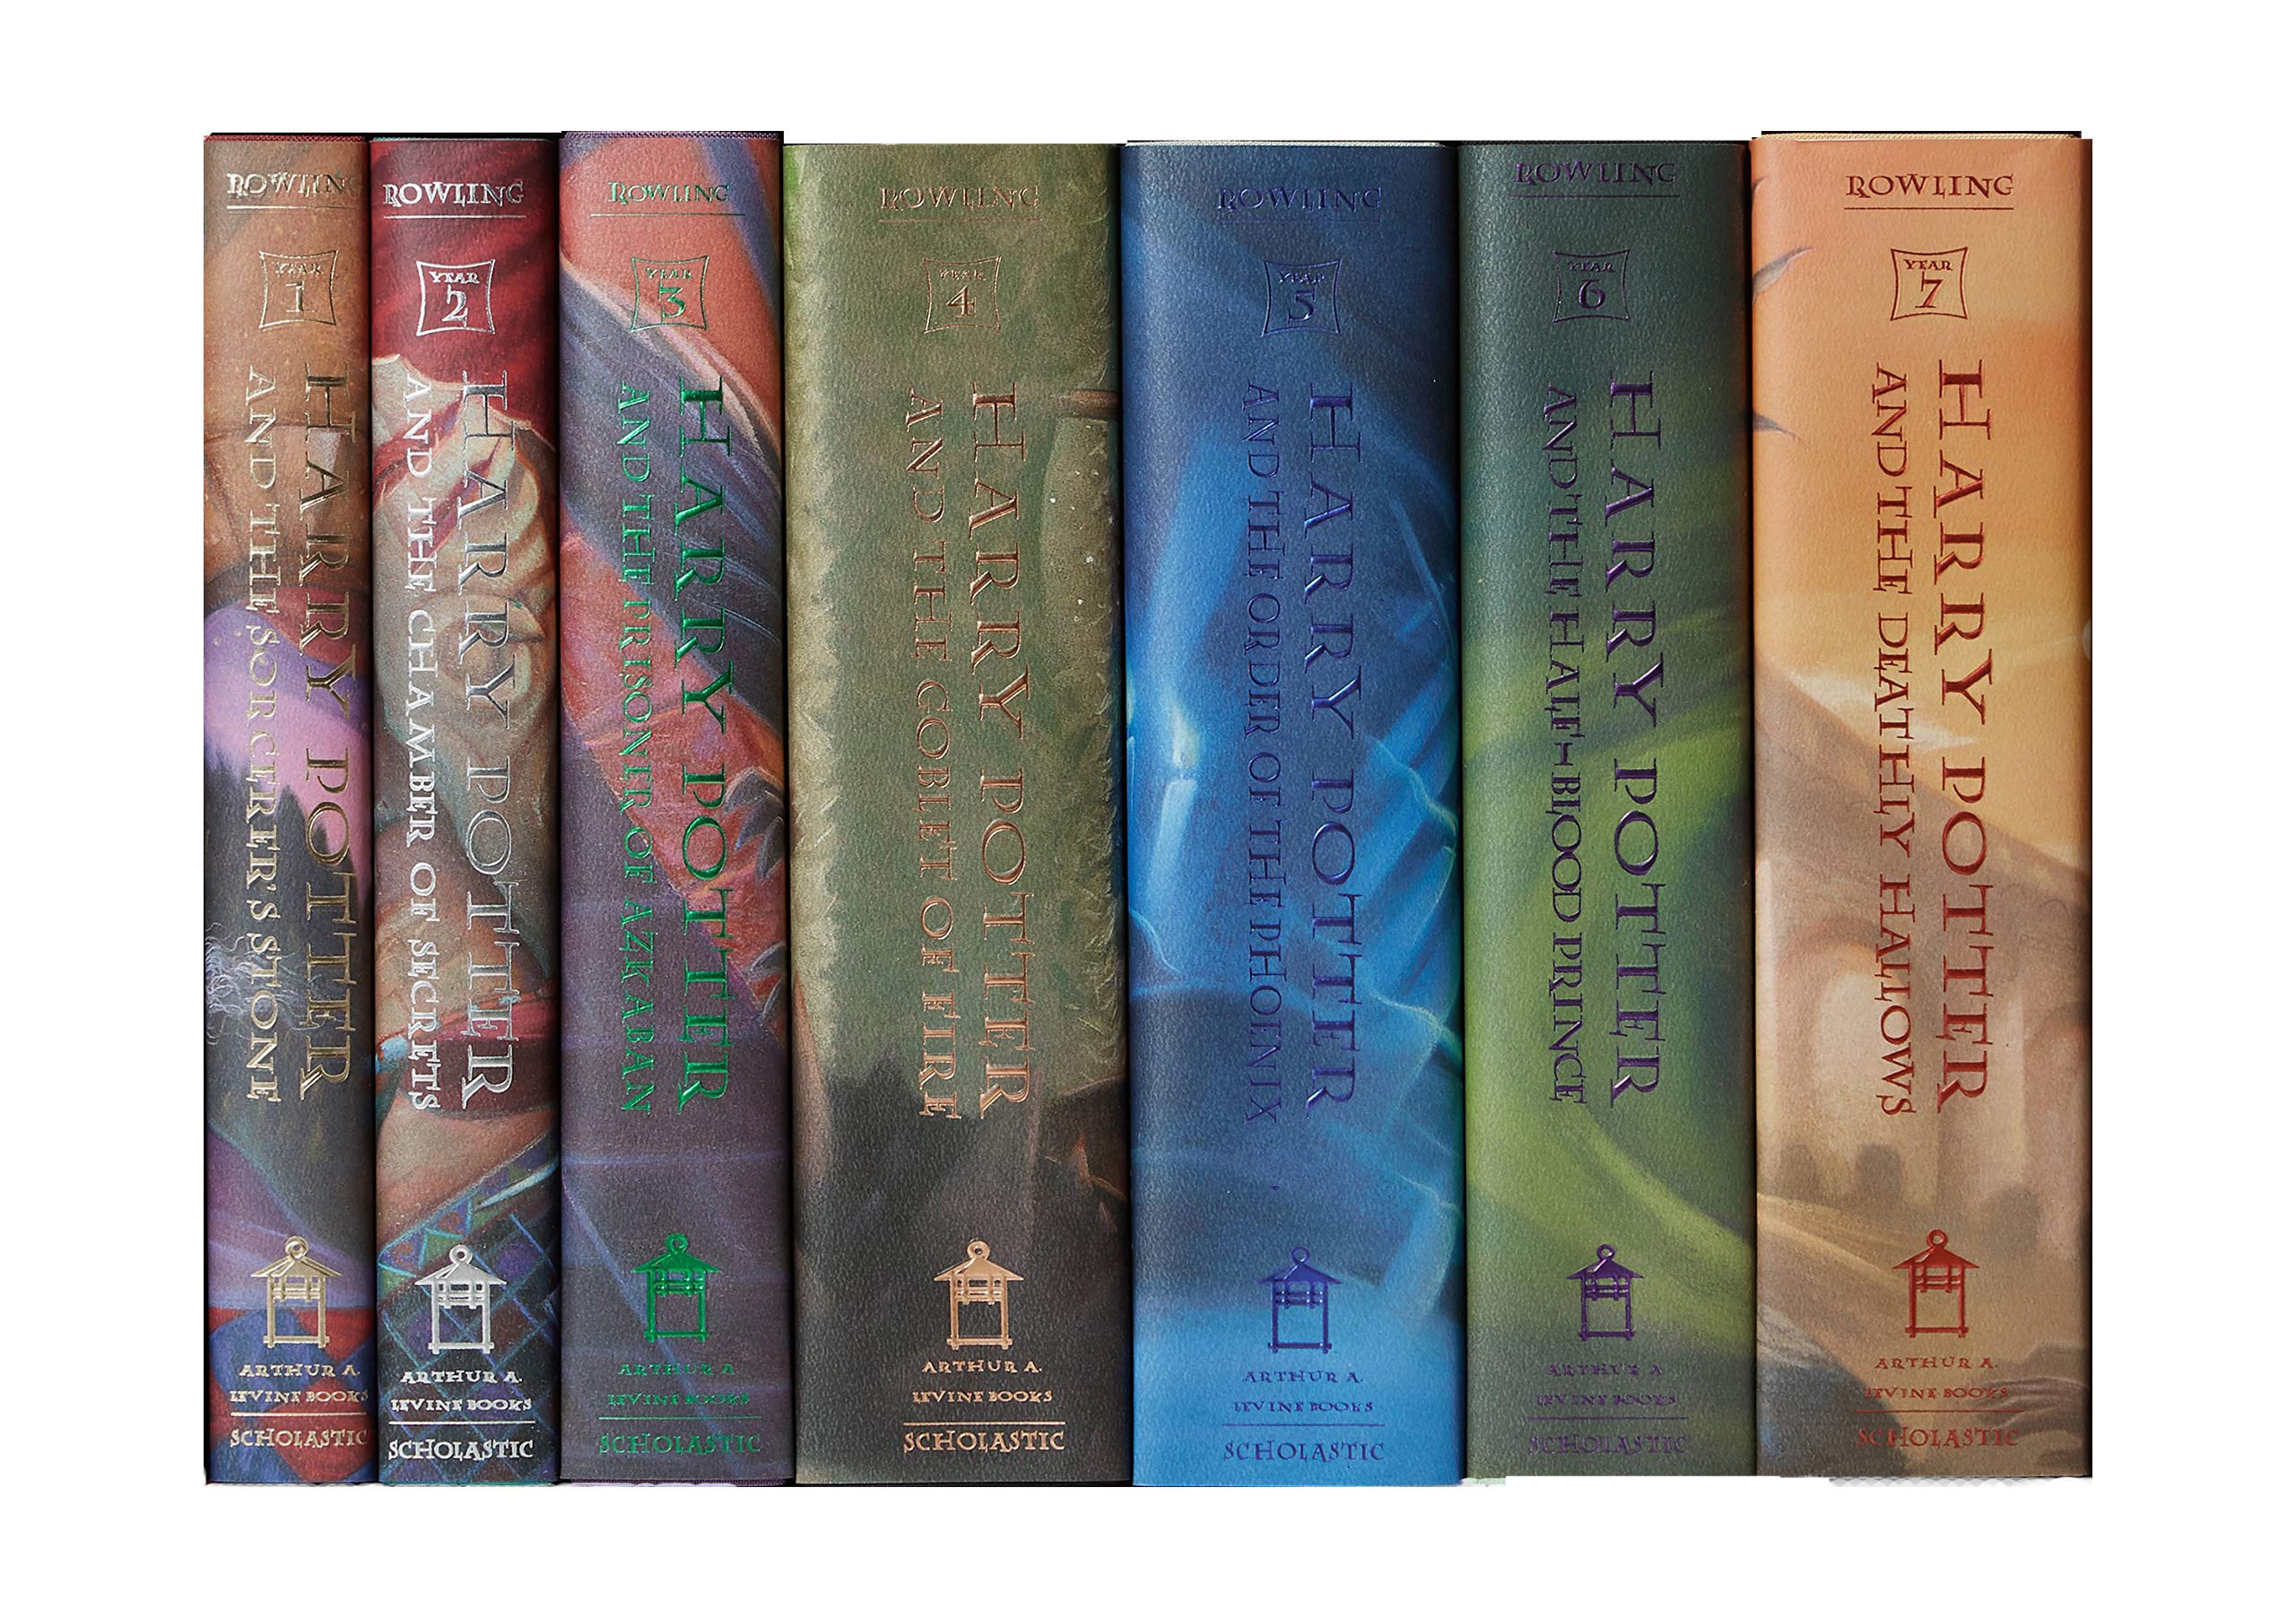 ROWLING
YEAR
1
HARRY POTTER
AND THE SORCERER'S STONE
ARTHUR A.
LEVINE BOOKS
SCHOLASTIC
ROWLING
YEAR
2
HARRY POTTER
AND THE CHAMBER OF SECRETS
ARTHUR A.
LEVINE BOOKS
SCHOLASTIC
ROWLING
YEAR
3
HARRY POTTER
AND THE PRISONER OF AZKABAN
ARTHUR A.
LEVINE BOOKS
SCHOLASTIC
ROWLING
YEAR
4
HARRY POTTER
AND THE GOBLET OF FIRE
ARTHUR A.
LEVINE BOOKS
SCHOLASTIC
ROWLING
YEAR
5
HARRY POTTER
AND THE ORDER OF THE PHOENIX
ARTHUR A.
LEVINE BOOKS
SCHOLASTIC
ROWLING
YEAR
6
HARRY POTTER
AND THE HALF-BLOOD PRINCE
ARTHUR A.
LEVINE BOOKS
SCHOLASTIC
ROWLING
YEAR
7
HARRY POTTER
AND THE DEATHLY HALLOWS
ARTHUR A.
LEVINE BOOKS
SCHOLASTIC